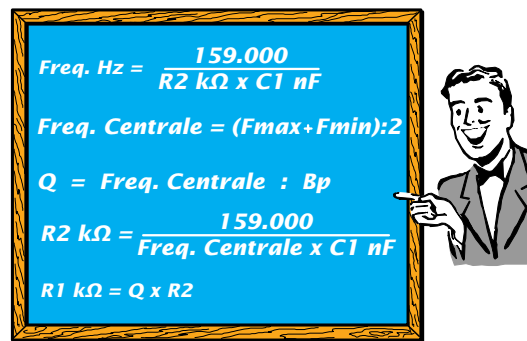 Freq. Hz = 159.000 / R2 kΩ x C1 nF
Freq. Centrale = (Fmax+Fmin):2
Q = Freq. Centrale : Bp
R2 kΩ = 159.000 / Freq. Centrale x C1 nF
R1 kΩ = Q x R2